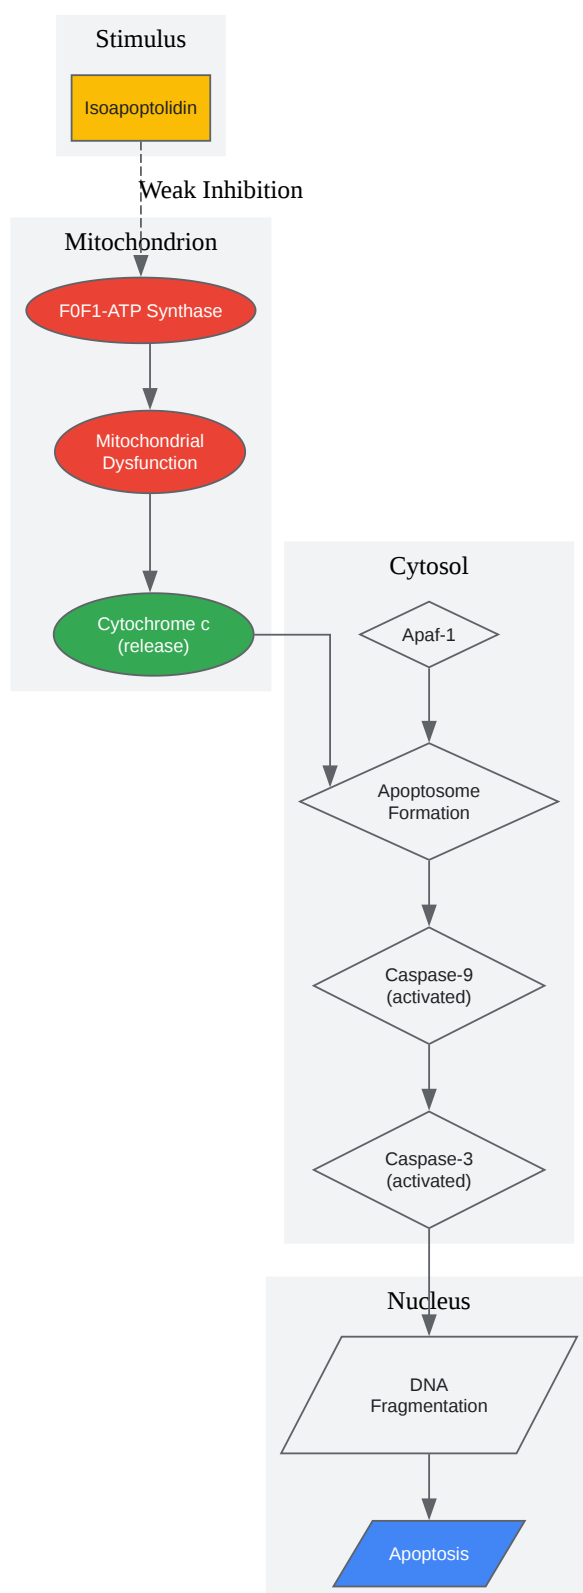 Stimulus
Isoapoptolidin
Weak Inhibition
Mitochondrion
F0F1-ATP Synthase
Mitochondrial
Dysfunction
Cytochrome c
(release)
Cytosol
Apaf-1
Apoptosome
Formation
Caspase-9
(activated)
Caspase-3
(activated)
Nucleus
DNA
Fragmentation
Apoptosis